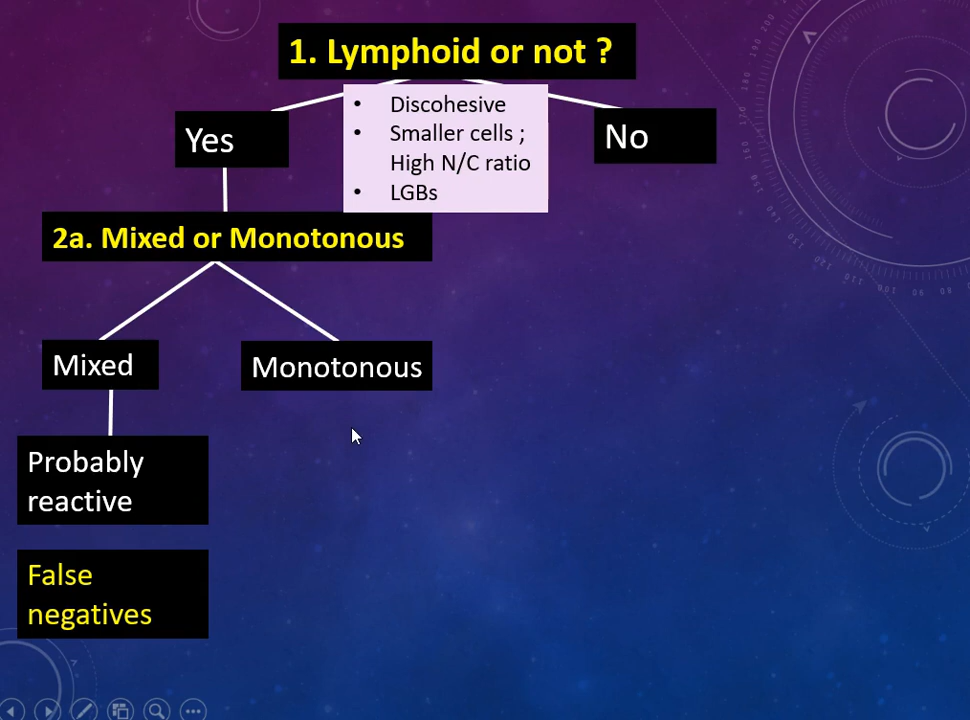 1. Lymphoid or not ?
• Discohesive
• Smaller cells ;
High N/C ratio
• LGBs
Yes
No
2a. Mixed or Monotonous
Mixed
Monotonous
Probably
reactive
False
negatives